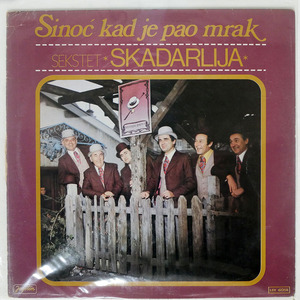 Sinoć kad je pao mrak
SEKSTET *SKADARLIJA*